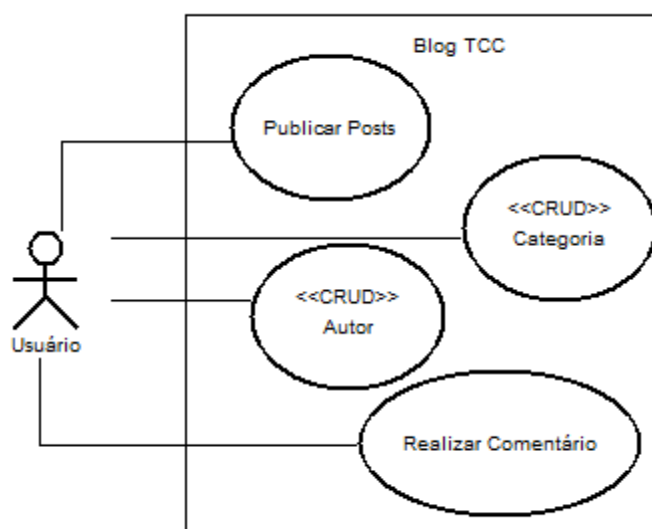 Blog TCC
Publicar Posts
<<CRUD>>
Categoria
<<CRUD>>
Autor
Usuário
Realizar Comentário